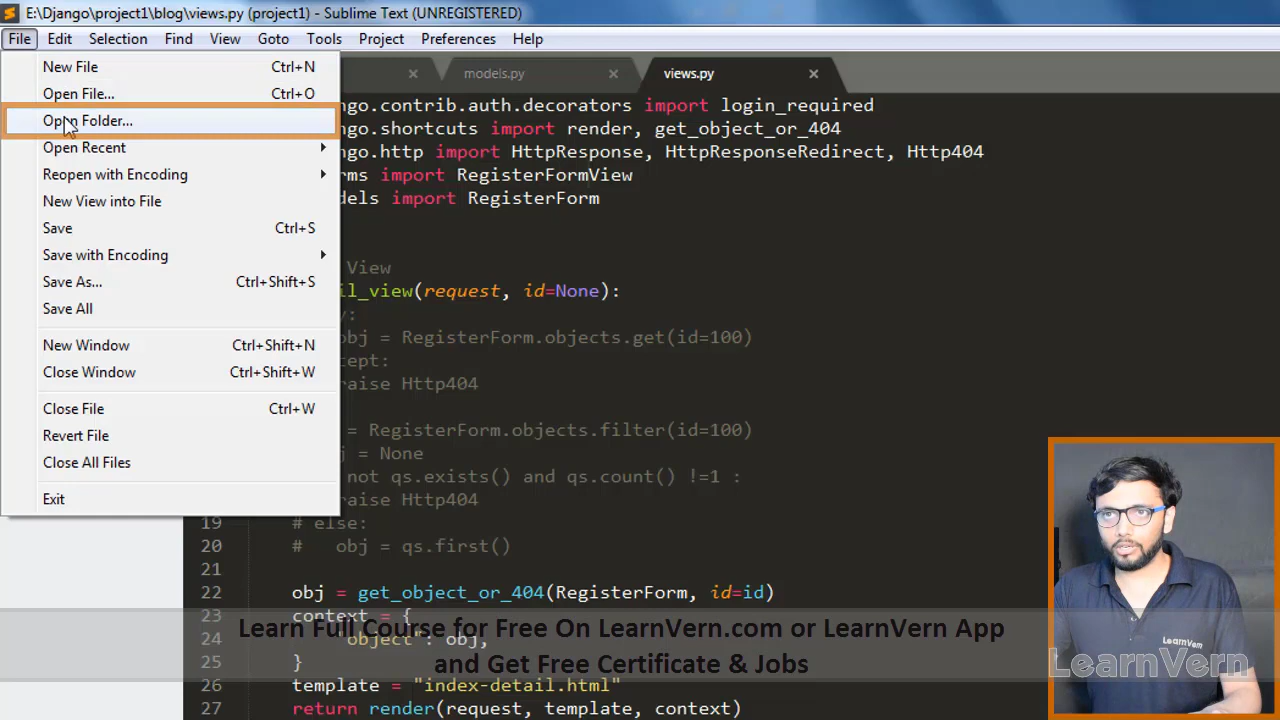 E:\Django\project1\blog\views.py (project1) - Sublime Text (UNREGISTERED)
File Edit Selection Find View Goto Tools Project Preferences Help
New File Ctrl+N
Open File... Ctrl+O
Open Folder...
Open Recent
Reopen with Encoding
New View into File
Save Ctrl+S
Save with Encoding
Save As... Ctrl+Shift+S
Save All
New Window Ctrl+Shift+N
Close Window Ctrl+Shift+W
Close File Ctrl+W
Revert File
Close All Files
Exit
models.py views.py
ngo.contrib.auth.decorators import login_required
ngo.shortcuts import render, get_object_or_404
ngo.http import HttpResponse, HttpResponseRedirect, Http404
rms import RegisterFormView
dels import RegisterForm
View
il_view(request, id=None):
y:
obj = RegisterForm.objects.get(id=100)
cept:
raise Http404
= RegisterForm.objects.filter(id=100)
j = None
not qs.exists() and qs.count() !=1 :
raise Http404
19 # else:
20 # obj = qs.first()
21
22 obj = get_object_or_404(RegisterForm, id=id)
23 context = {
24 "object": obj,
25 }
26 template = "index-detail.html"
27 return render(request, template, context)
Learn Full Course for Free On LearnVern.com or LearnVern App
and Get Free Certificate & Jobs
LearnVern
LearnVern